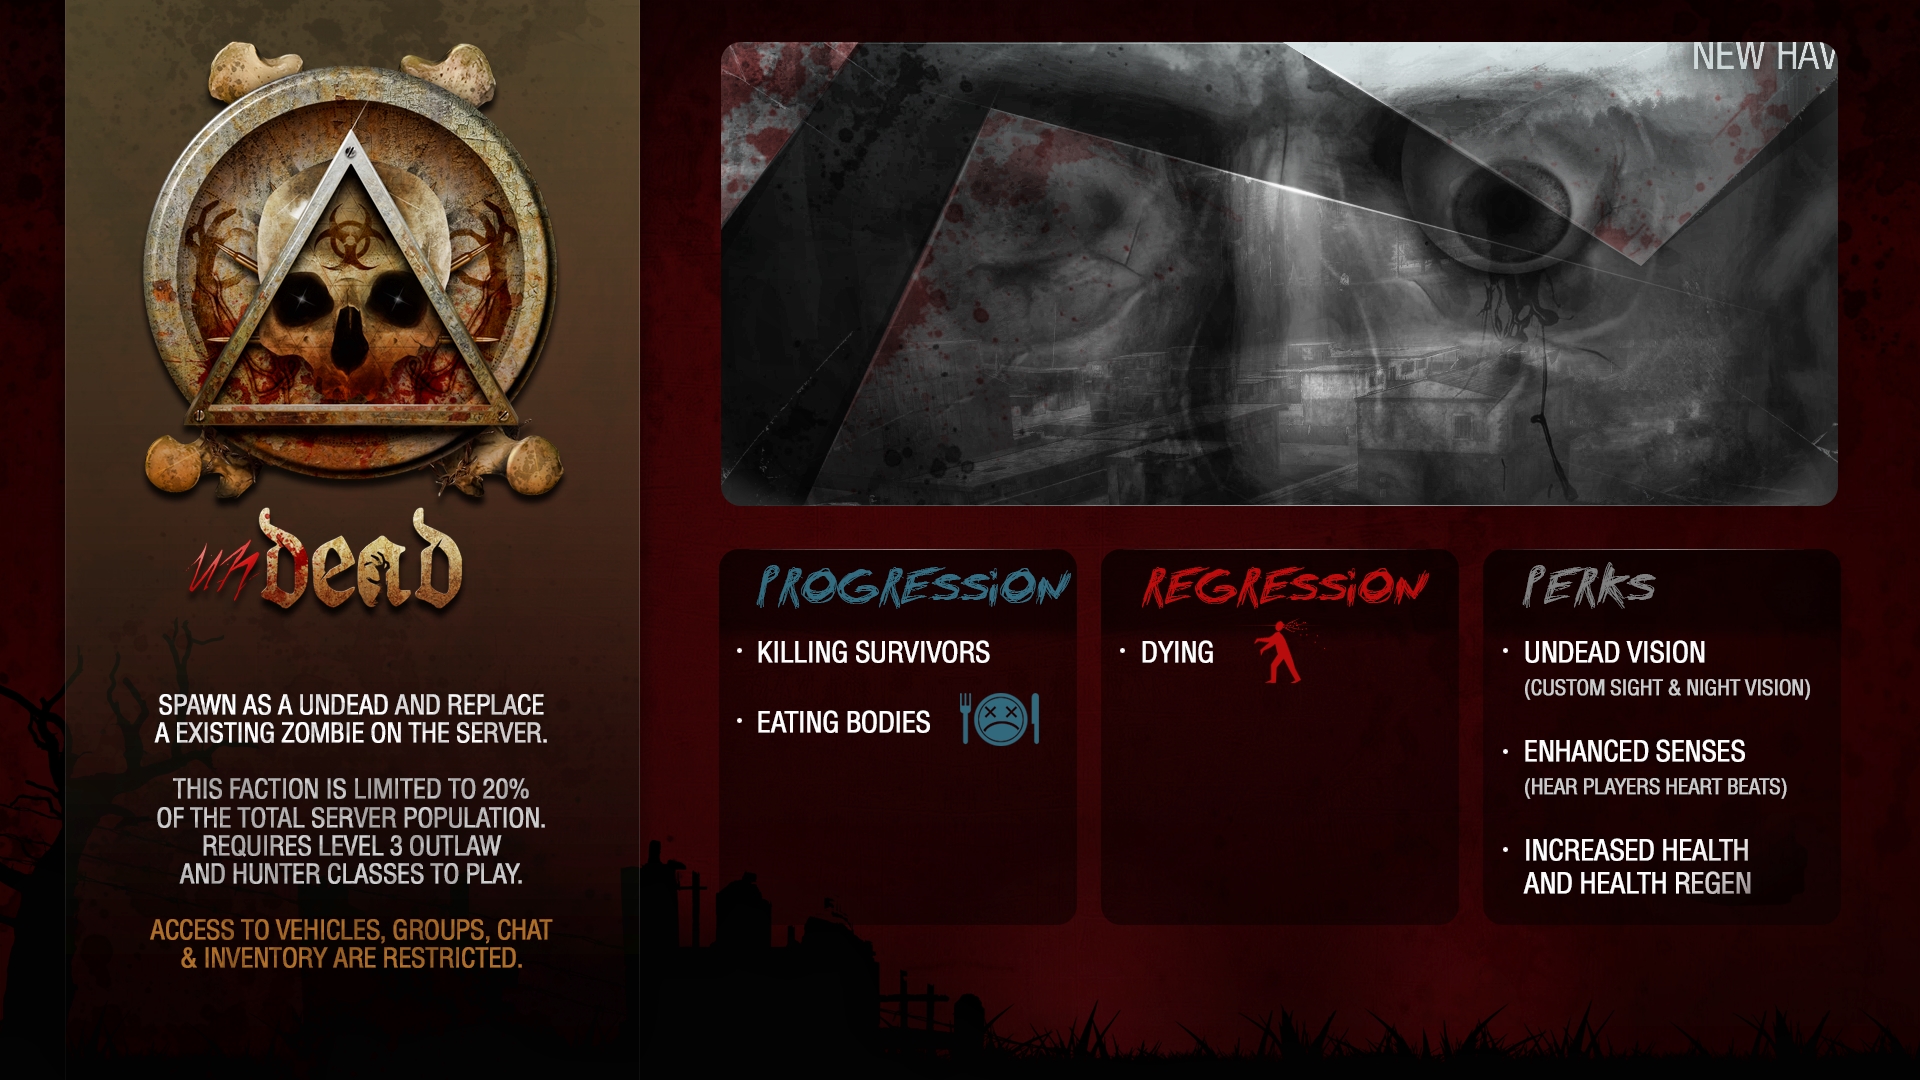 unDead
SPAWN AS A UNDEAD AND REPLACE
A EXISTING ZOMBIE ON THE SERVER.
THIS FACTION IS LIMITED TO 20%
OF THE TOTAL SERVER POPULATION.
REQUIRES LEVEL 3 OUTLAW
AND HUNTER CLASSES TO PLAY.
ACCESS TO VEHICLES, GROUPS, CHAT
& INVENTORY ARE RESTRICTED.
NEW HAV
PROGRESSiON
• KILLING SURVIVORS
• EATING BODIES
REGRESSiON
• DYING
PERKS
• UNDEAD VISION
(CUSTOM SIGHT & NIGHT VISION)
• ENHANCED SENSES
(HEAR PLAYERS HEART BEATS)
• INCREASED HEALTH
AND HEALTH REGEN